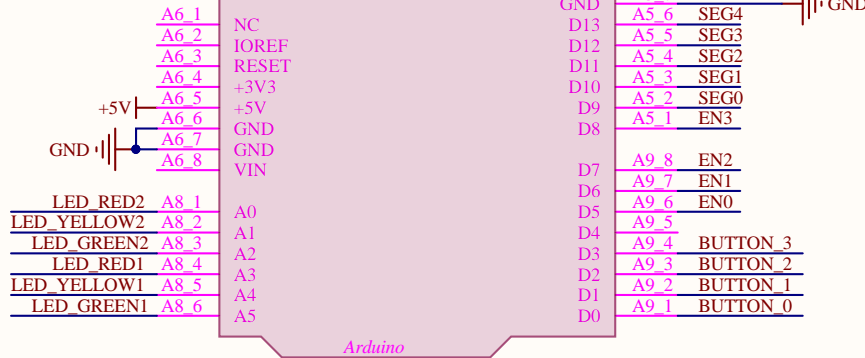 GND
GND
A6_1 NC A5_6 SEG4
D13
A6_2 IOREF A5_5 SEG3
D12
A6_3 RESET A5_4 SEG2
D11
A6_4 +3V3 A5_3 SEG1
D10
+5V A6_5 +5V A5_2 SEG0
D9
A6_6 GND A5_1 EN3
D8
GND A6_7 GND
A6_8 VIN A9_8 EN2
D7
A9_7 EN1
D6
LED_RED2 A8_1 A0 A9_6 EN0
D5
LED_YELLOW2 A8_2 A1 A9_5
D4
LED_GREEN2 A8_3 A2 A9_4 BUTTON_3
D3
LED_RED1 A8_4 A3 A9_3 BUTTON_2
D2
LED_YELLOW1 A8_5 A4 A9_2 BUTTON_1
D1
LED_GREEN1 A8_6 A5 A9_1 BUTTON_0
D0
Arduino